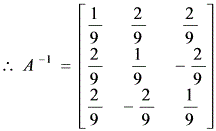 ∴ A⁻¹ = [ 1/9 2/9 2/9
2/9 1/9 -2/9
2/9 -2/9 1/9 ]